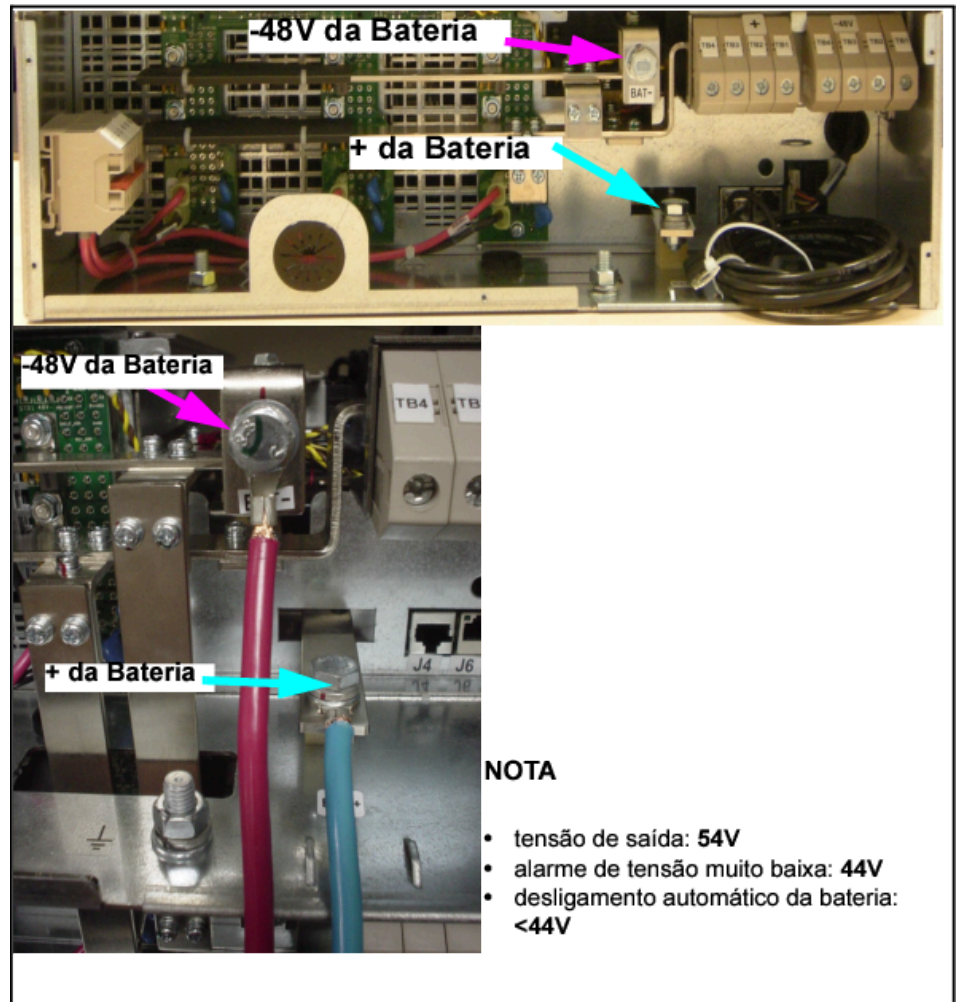 -48V da Bateria
+
-48V
TB4 TB3 TB2 TB1
TB4 TB3 TB2 TB1
BAT-
+ da Bateria
-48V da Bateria
TB4
TB
+ da Bateria
J4 J6
NOTA
• tensão de saída: 54V
• alarme de tensão muito baixa: 44V
• desligamento automático da bateria:
<44V